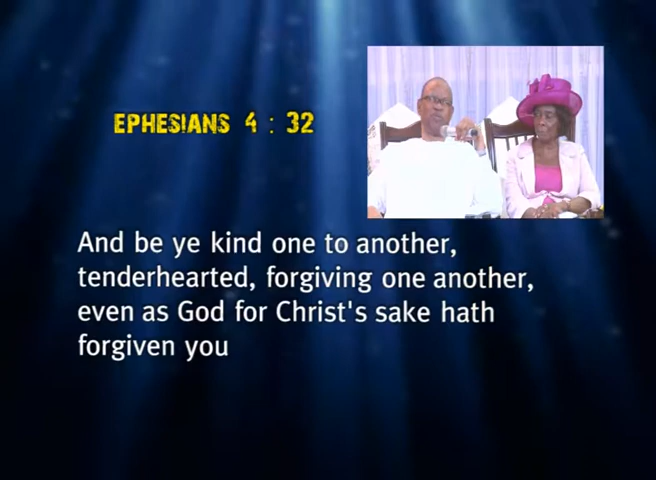 EPHESIANS 4 : 32
And be ye kind one to another,
tenderhearted, forgiving one another,
even as God for Christ's sake hath
forgiven you